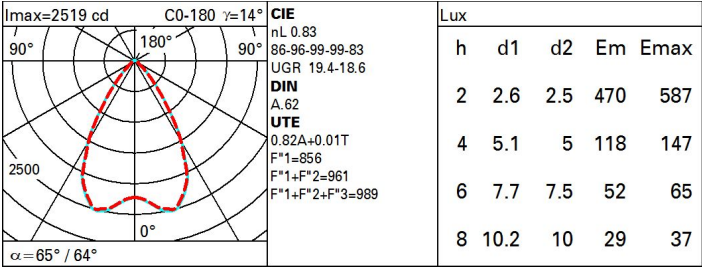 Imax=2519 cd C0-180 γ=14°
90° 180° 90°
2500
0°
α=65° / 64°
CIE
nL 0.83
86-96-99-99-83
UGR 19.4-18.6
DIN
A.62
UTE
0.82A+0.01T
F"1=856
F"1+F"2=961
F"1+F"2+F"3=989
Lux
h d1 d2 Em Emax
2 2.6 2.5 470 587
4 5.1 5 118 147
6 7.7 7.5 52 65
8 10.2 10 29 37